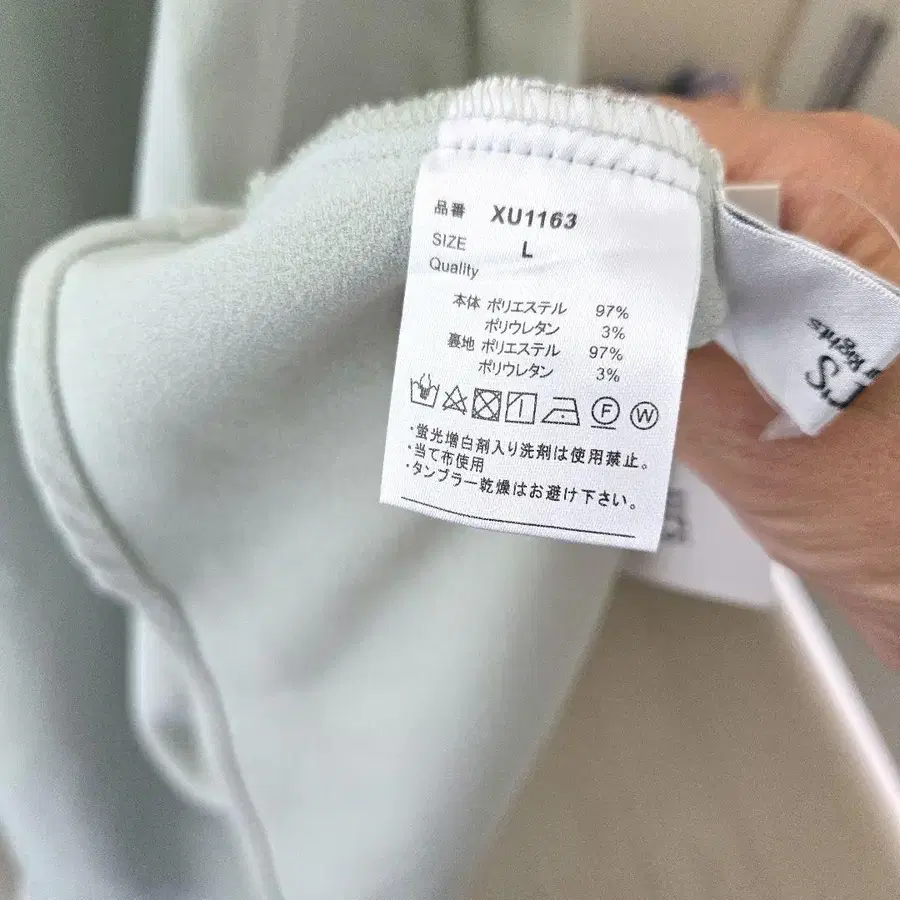 品番 XU1163
SIZE L
Quality
本体 ポリエステル 97%
ポリウレタン 3%
裏地 ポリエステル 97%
ポリウレタン 3%
F W
・蛍光増白剤入り洗剤は使用禁止。
・当て布使用
・タンブラー乾燥はお避け下さい。
Rights